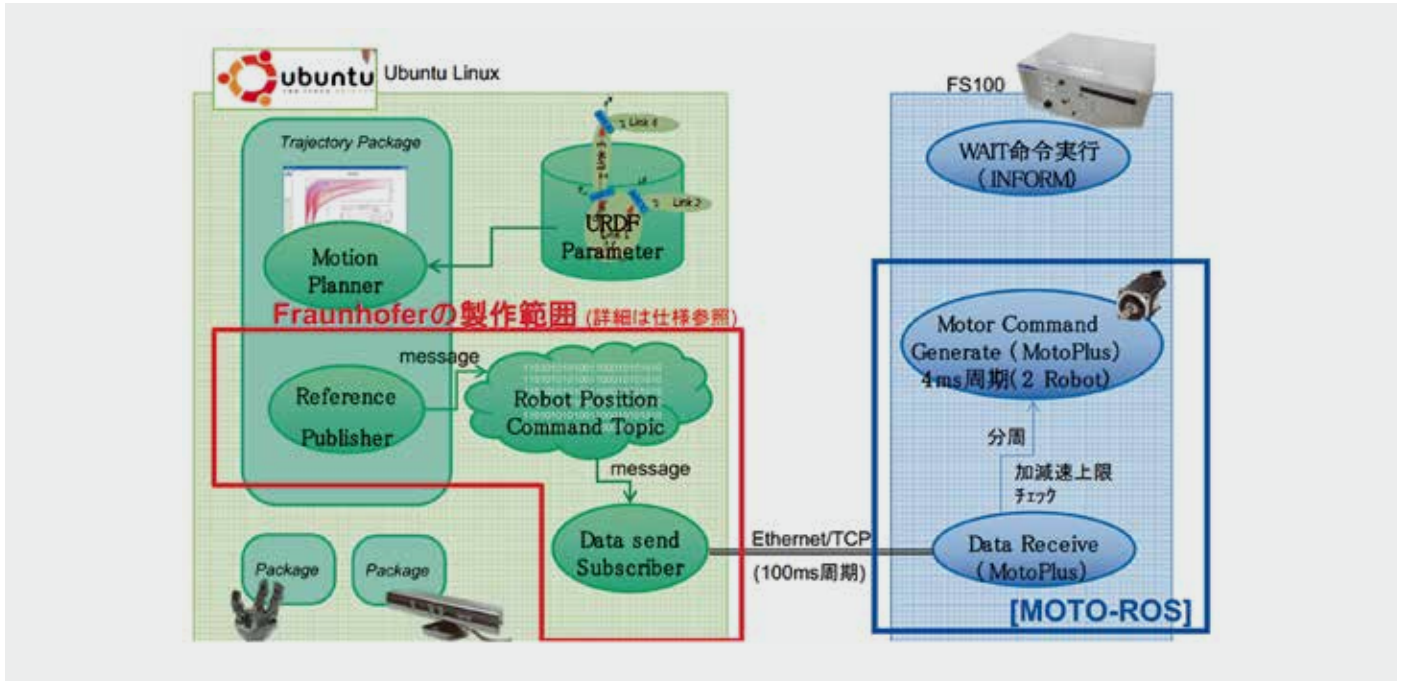 ubuntu
Ubuntu Linux
FS100
Trajectory Package
Link 2
URDF
Parameter
Motion
Planner
WAIT命令実行
(INFORM)
Fraunhoferの製作範囲 (詳細は仕様参照)
message
Reference
Publisher
Robot Position
Command Topic
message
Data send
Subscriber
Package
Package
Ethernet/TCP
(100ms周期)
Motor Command
Generate (MotoPlus)
4ms周期(2 Robot)
分周
加減速上限
チェック
Data Receive
(MotoPlus)
[MOTO-ROS]